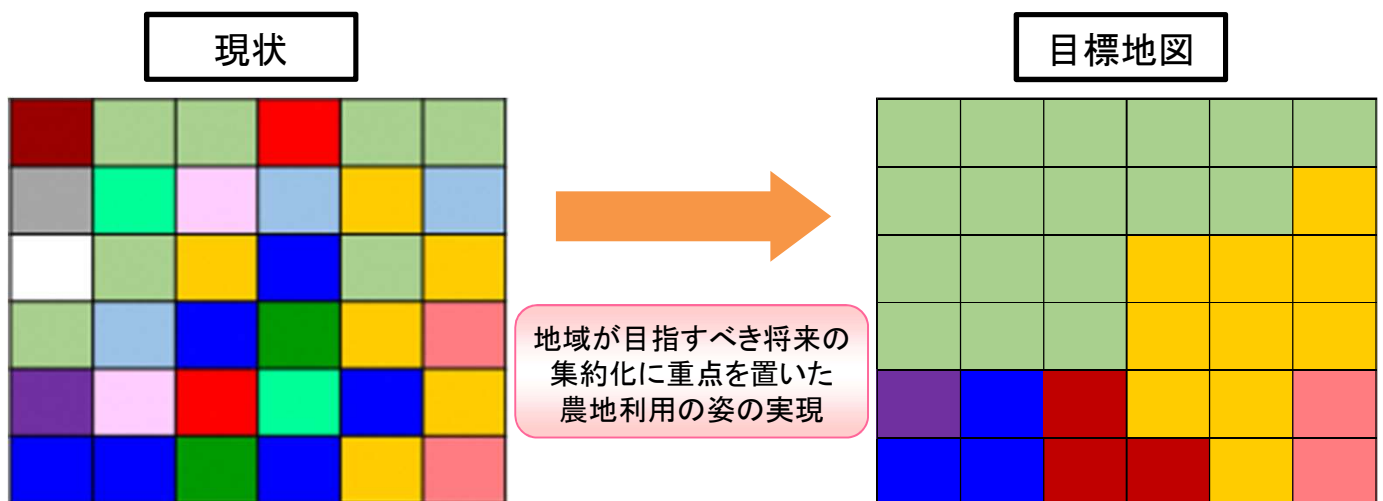 現状
目標地図
地域が目指すべき将来の
集約化に重点を置いた
農地利用の姿の実現